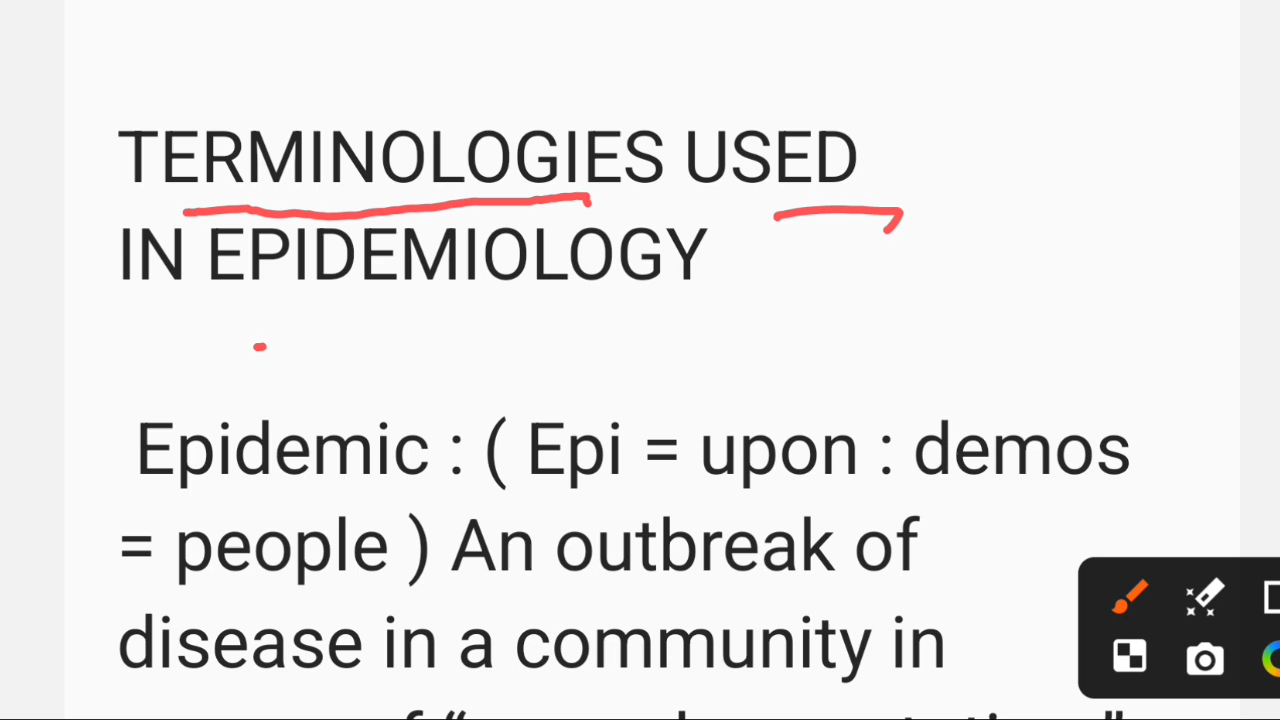 TERMINOLOGIES USED
IN EPIDEMIOLOGY
Epidemic : ( Epi = upon : demos
= people ) An outbreak of
disease in a community in